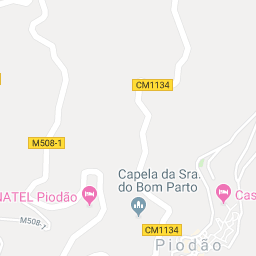 CM1134
M508-1
Capela da Sra.
do Bom Parto
NATEL Piodão
Cas
M508-1
CM1134
Piodão